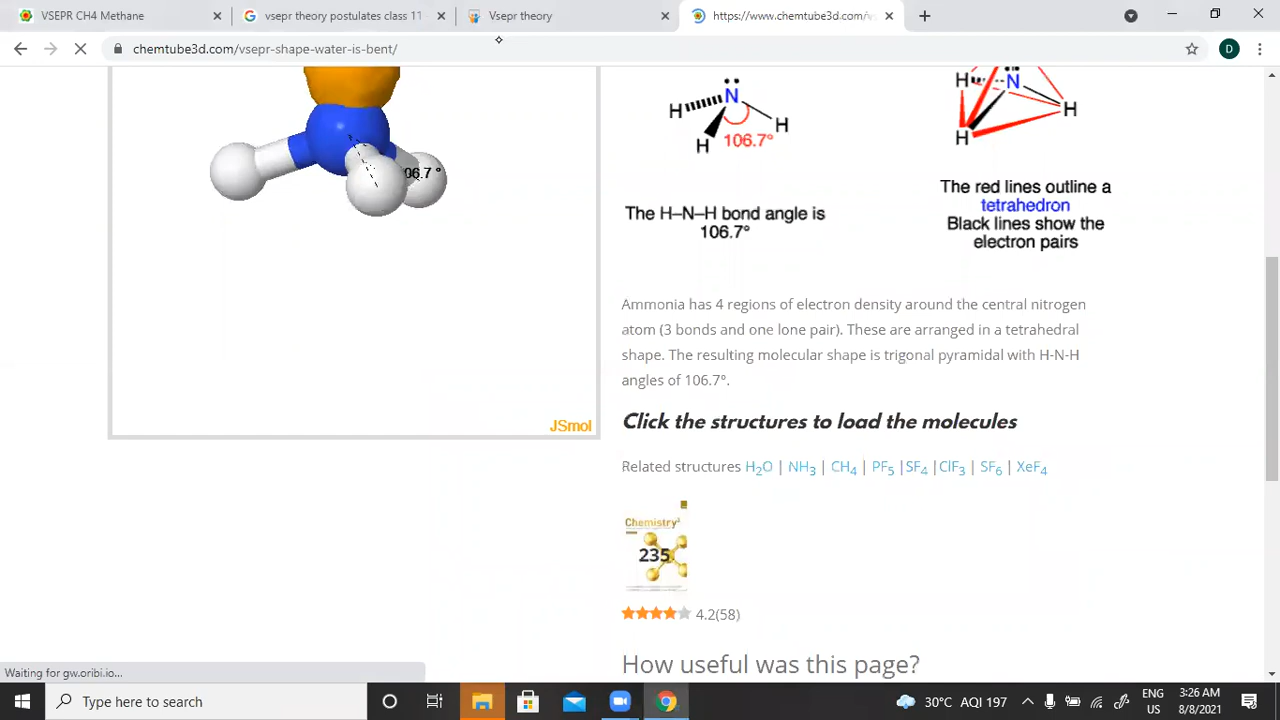 VSEPR CH4 Methane
vsepr theory postulates class 11
Vsepr theory
https://www.chemtube3d.com/vs
chemtube3d.com/vsepr-shape-water-is-bent/
D
106.7 °
JSmol
N
H
H
H
106.7°
The H–N–H bond angle is
106.7°
H
N
H
H
The red lines outline a
tetrahedron
Black lines show the
electron pairs
Ammonia has 4 regions of electron density around the central nitrogen
atom (3 bonds and one lone pair). These are arranged in a tetrahedral
shape. The resulting molecular shape is trigonal pyramidal with H-N-H
angles of 106.7°.
Click the structures to load the molecules
Related structures H₂O | NH₃ | CH₄ | PF₅ |SF₄ |ClF₃ | SF₆ | XeF₄
Chemistry³
235
4.2(58)
How useful was this page?
Waiting for gw.oribi.io...
Type here to search
30°C AQI 197
ENG
US
3:26 AM
8/8/2021